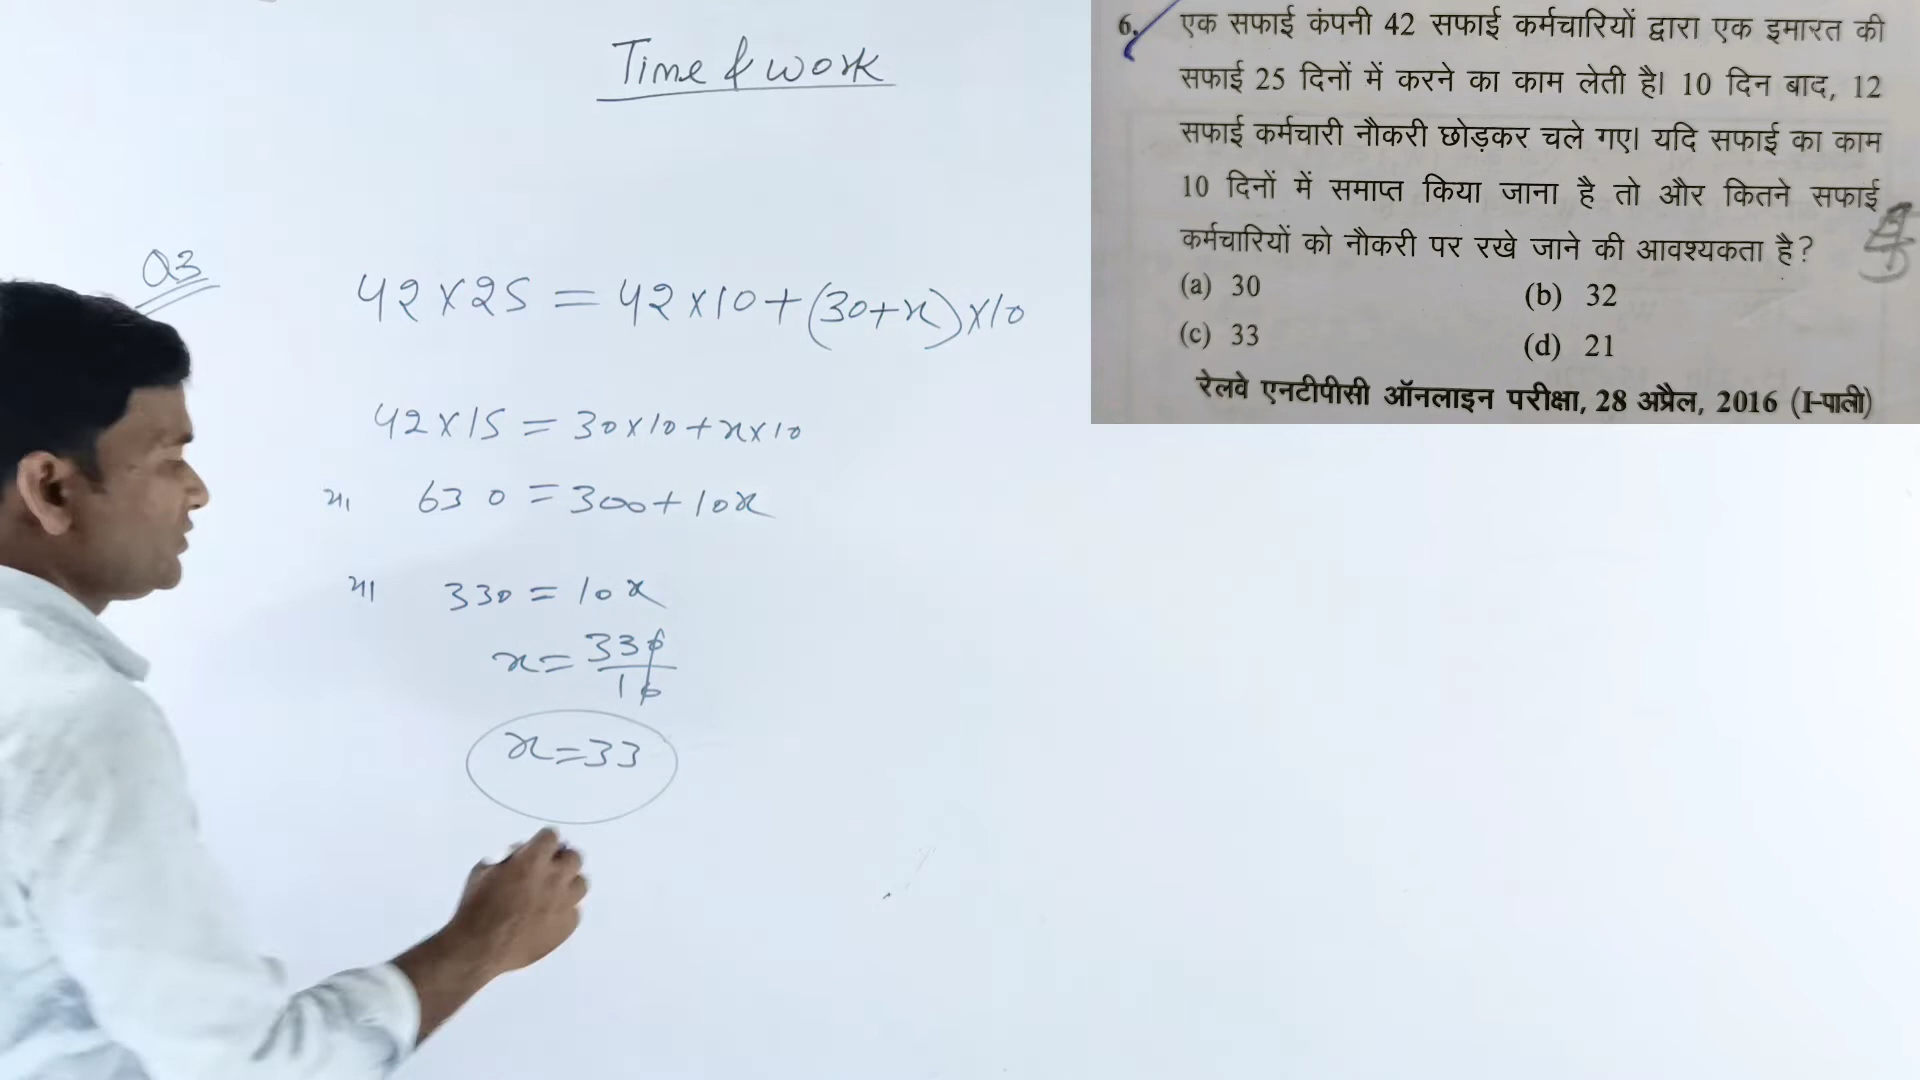 Time & work
Q3
42×25 = 42×10+(30+x)×10
42×15 = 30×10+x×10
या 630 = 300+10x
या 330 = 10x
x = 330/10
x=33
6. एक सफाई कंपनी 42 सफाई कर्मचारियों द्वारा एक इमारत की
सफाई 25 दिनों में करने का काम लेती है। 10 दिन बाद, 12
सफाई कर्मचारी नौकरी छोड़कर चले गए। यदि सफाई का काम
10 दिनों में समाप्त किया जाना है तो और कितने सफाई
कर्मचारियों को नौकरी पर रखे जाने की आवश्यकता है?
(a) 30 (b) 32
(c) 33 (d) 21
रेलवे एनटीपीसी ऑनलाइन परीक्षा, 28 अप्रैल, 2016 (I-पाली)